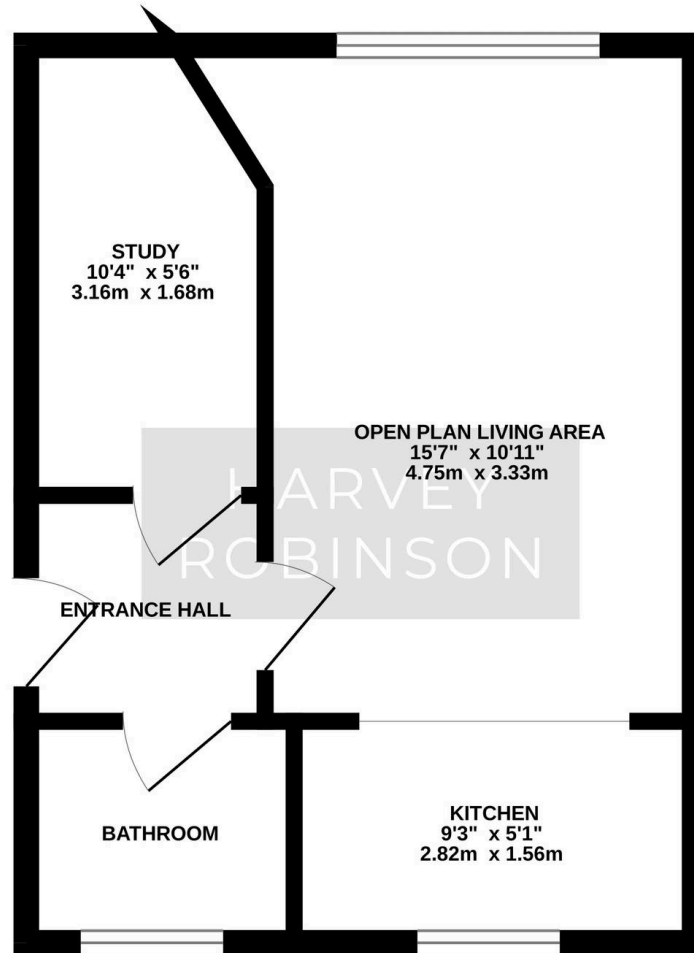 STUDY
10'4" x 5'6"
3.16m x 1.68m
OPEN PLAN LIVING AREA
15'7" x 10'11"
4.75m x 3.33m
HARVEY
ROBINSON
ENTRANCE HALL
BATHROOM
KITCHEN
9'3" x 5'1"
2.82m x 1.56m